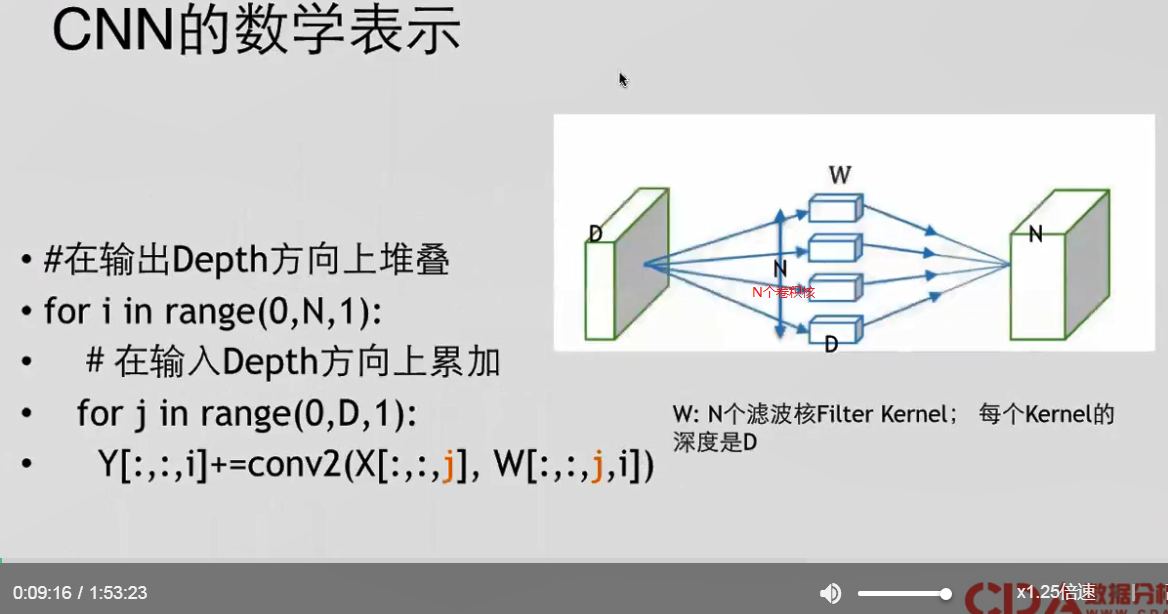 CNN的数学表示
W
D
N
N
N个卷积核
D
• #在输出Depth方向上堆叠
• for i in range(0,N,1):
• # 在输入Depth方向上累加
• for j in range(0,D,1):
• Y[:,:,i]+=conv2(X[:,:,j], W[:,:,j,i])
W: N个滤波核Filter Kernel； 每个Kernel的
深度是D
0:09:16 / 1:53:23
x1.25倍速
CDA数据分析